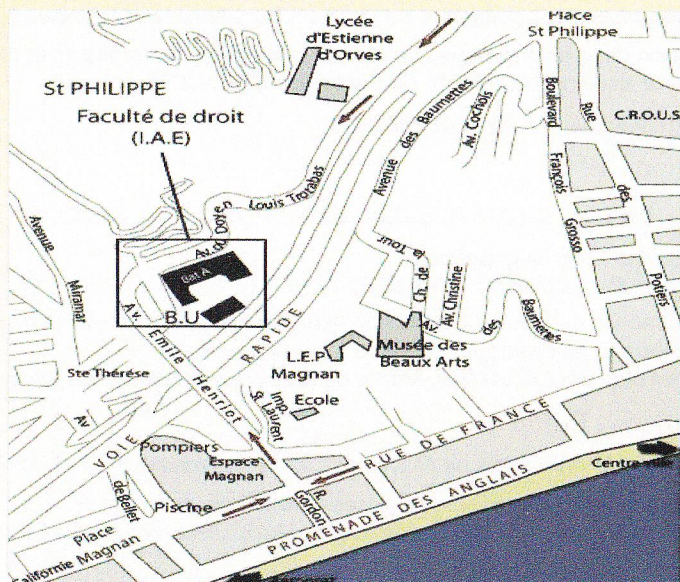 Lycée
d'Estienne
d'Orves
Place
St Philippe
St PHILIPPE
Faculté de droit
(I.A.E)
C.R.O.U.S
Boulevard
François
Grosso
Rue
des
Potiers
Av. Cochois
Avenue des Baumettes
Louis Trotabas
Av. du Doyen
Avenue
Miramar
Bat A
B.U
Ch. de la Tour
Av. Christine
Av. des Baumettes
Av. Emile Henriot
VOIE RAPIDE
Musée des
Beaux Arts
L.E.P
Magnan
Ste Thérése
Ecole
Imp.
St. Laurent
Av
de Bellet
Pompiers
Espace
Magnan
RUE DE FRANCE
Piscine
R.
Gordon
PROMENADE DES ANGLAIS
Place
Magnan
Californie